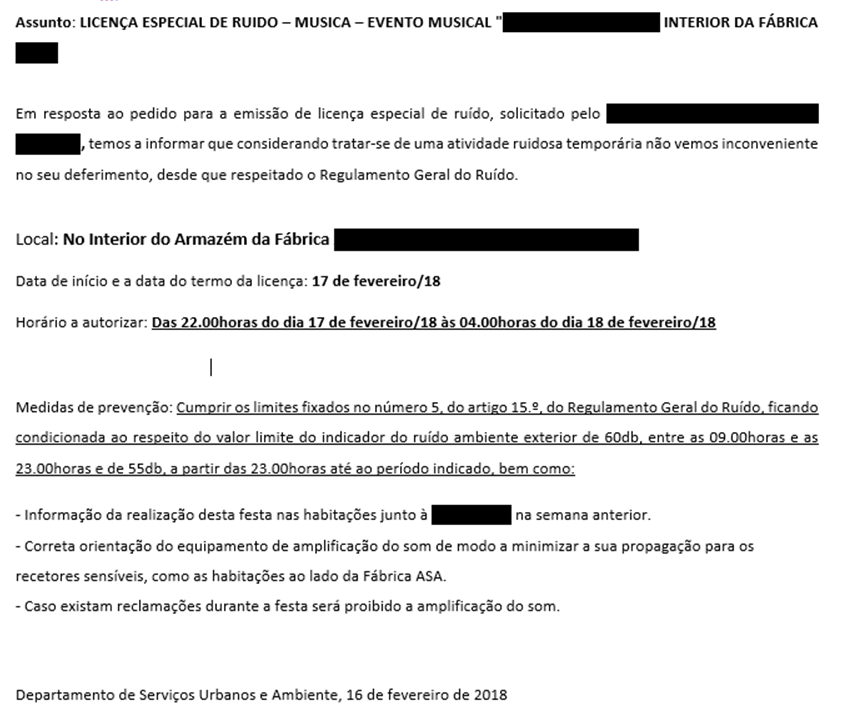 Assunto: LICENÇA ESPECIAL DE RUIDO – MUSICA – EVENTO MUSICAL " INTERIOR DA FÁBRICA
Em resposta ao pedido para a emissão de licença especial de ruído, solicitado pelo
, temos a informar que considerando tratar-se de uma atividade ruidosa temporária não vemos inconveniente
no seu deferimento, desde que respeitado o Regulamento Geral do Ruído.
Local: No Interior do Armazém da Fábrica
Data de início e a data do termo da licença: 17 de fevereiro/18
Horário a autorizar: Das 22.00horas do dia 17 de fevereiro/18 às 04.00horas do dia 18 de fevereiro/18
Medidas de prevenção: Cumprir os limites fixados no número 5, do artigo 15.º, do Regulamento Geral do Ruído, ficando
condicionada ao respeito do valor limite do indicador do ruído ambiente exterior de 60db, entre as 09.00horas e as
23.00horas e de 55db, a partir das 23.00horas até ao período indicado, bem como:
- Informação da realização desta festa nas habitações junto à na semana anterior.
- Correta orientação do equipamento de amplificação do som de modo a minimizar a sua propagação para os
recetores sensíveis, como as habitações ao lado da Fábrica ASA.
- Caso existam reclamações durante a festa será proibido a amplificação do som.
Departamento de Serviços Urbanos e Ambiente, 16 de fevereiro de 2018